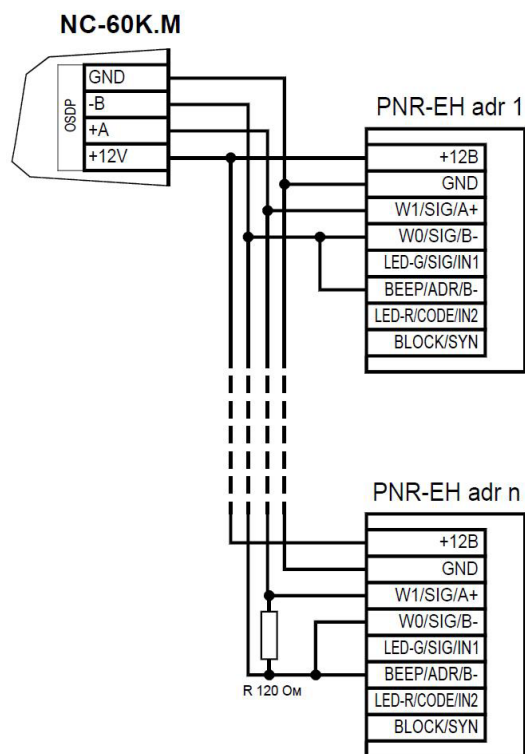 NC-60K.M
OSDP
GND
-B
+A
+12V
PNR-EH adr 1
+12В
GND
W1/SIG/A+
W0/SIG/B-
LED-G/SIG/IN1
BEEP/ADR/B-
LED-R/CODE/IN2
BLOCK/SYN
PNR-EH adr n
+12В
GND
W1/SIG/A+
W0/SIG/B-
LED-G/SIG/IN1
BEEP/ADR/B-
LED-R/CODE/IN2
BLOCK/SYN
R 120 Ом